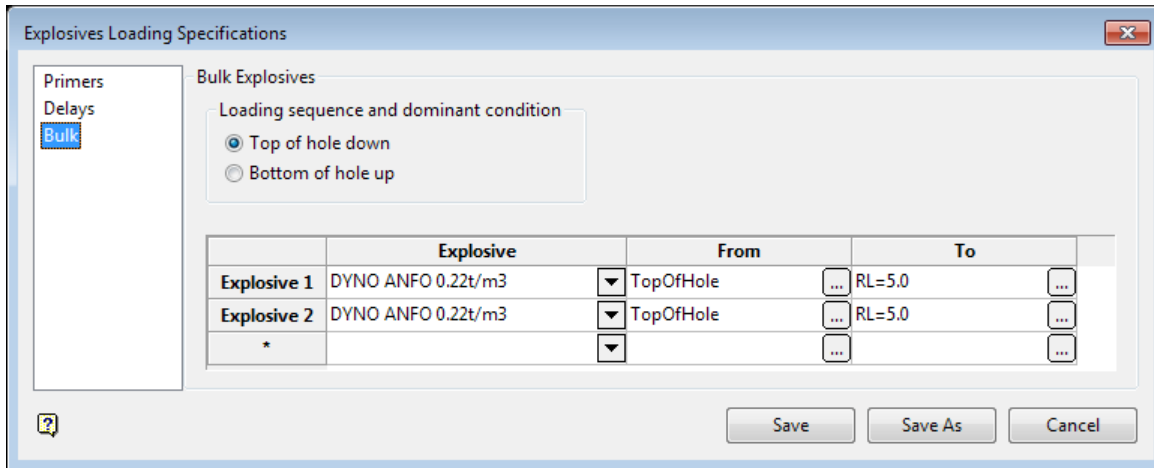 Explosives Loading Specifications
Primers
Delays
Bulk
Bulk Explosives
Loading sequence and dominant condition
Top of hole down
Bottom of hole up
Explosive From To
Explosive 1 DYNO ANFO 0.22t/m3 TopOfHole ... RL=5.0 ...
Explosive 2 DYNO ANFO 0.22t/m3 TopOfHole ... RL=5.0 ...
* ... ...
? Save Save As Cancel